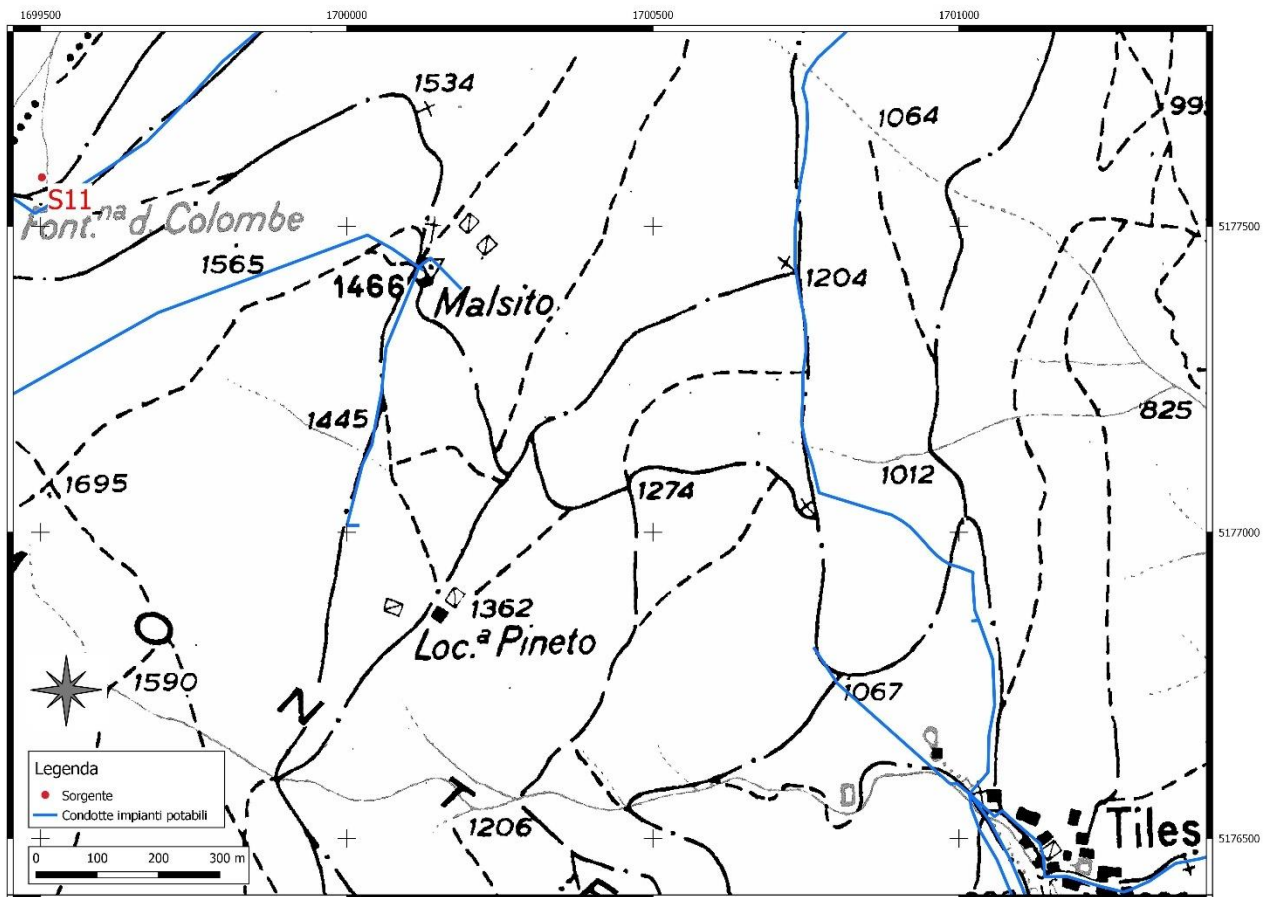 1699500 1700000 1700500 1701000
1534
1064
S11
Font.na d. Colombe
5177500
1565
1466
Malsito
1204
1445
825
1695
1012
1274
5177000
1362
Loc.a Pineto
O
1590
N
1067
Legenda
Sorgente
Condotte impianti potabili
0 100 200 300 m
T
1206
Tiles
5176500